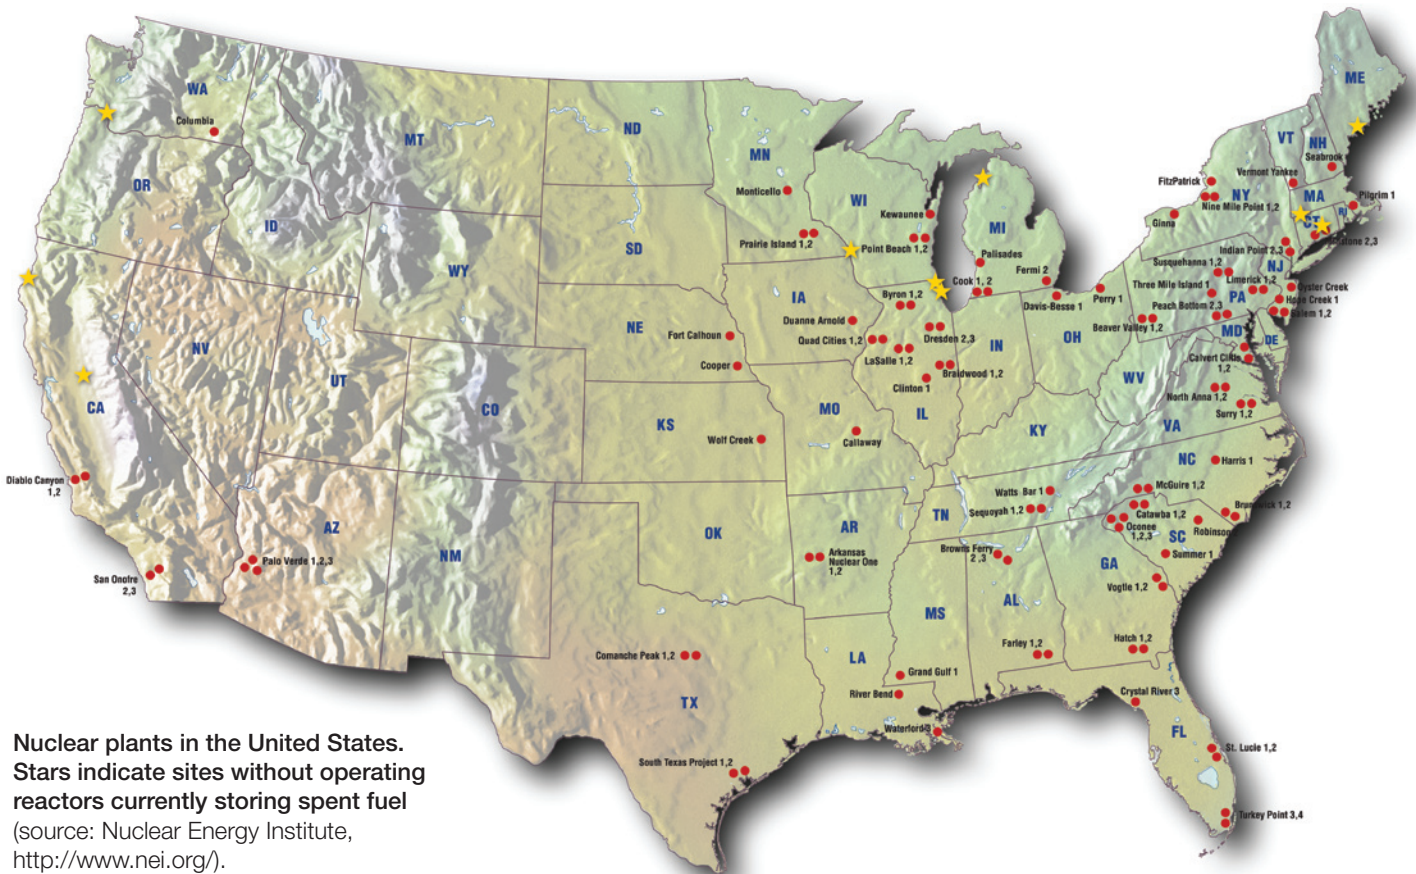 WA
Columbia
OR
ID
MT
ND
SD
WY
NE
NV
UT
CA
CO
KS
AZ
NM
OK
TX
MN
Monticello
Prairie Island 1,2
WI
Kewaunee
Point Beach 1,2
MI
Palisades
Cook 1, 2
Fermi 2
Davis-Besse 1
Perry 1
IA
Duane Arnold
Quad Cities 1,2
Byron 1,2
Dresden 2,3
LaSalle 1,2
Braidwood 1,2
Clinton 1
IL
IN
OH
Fort Calhoun
Cooper
Wolf Creek
MO
Callaway
KY
WV
VA
ME
VT
NH
Seabrook
Vermont Yankee
FitzPatrick
NY
Nine Mile Point 1,2
Ginna
MA
Pilgrim 1
RI
CT
Indian Point 2,3
Susquehanna 1,2
NJ
Limerick 1,2
Three Mile Island 1
PA
Peach Bottom 2,3
Oyster Creek
Hope Creek 1
Salem 1,2
Beaver Valley 1,2
MD
DE
Calvert Cliffs
1,2
North Anna 1,2
Surry 1,2
NC
Harris 1
McGuire 1,2
Catawba 1,2
Oconee
1,2,3
Brunswick 1,2
Robinson
SC
Summer 1
Watts Bar 1
Sequoyah 1,2
TN
AR
Arkansas
Nuclear One
1,2
Browns Ferry
2,3
MS
AL
GA
Vogtle 1,2
Hatch 1,2
Farley 1,2
LA
Grand Gulf 1
River Bend
Waterford 3
Crystal River 3
FL
St. Lucie 1,2
Turkey Point 3,4
Diablo Canyon
1,2
San Onofre
2,3
Palo Verde 1,2,3
Comanche Peak 1,2
South Texas Project 1,2
Nuclear plants in the United States.
Stars indicate sites without operating
reactors currently storing spent fuel
(source: Nuclear Energy Institute,
http://www.nei.org/).